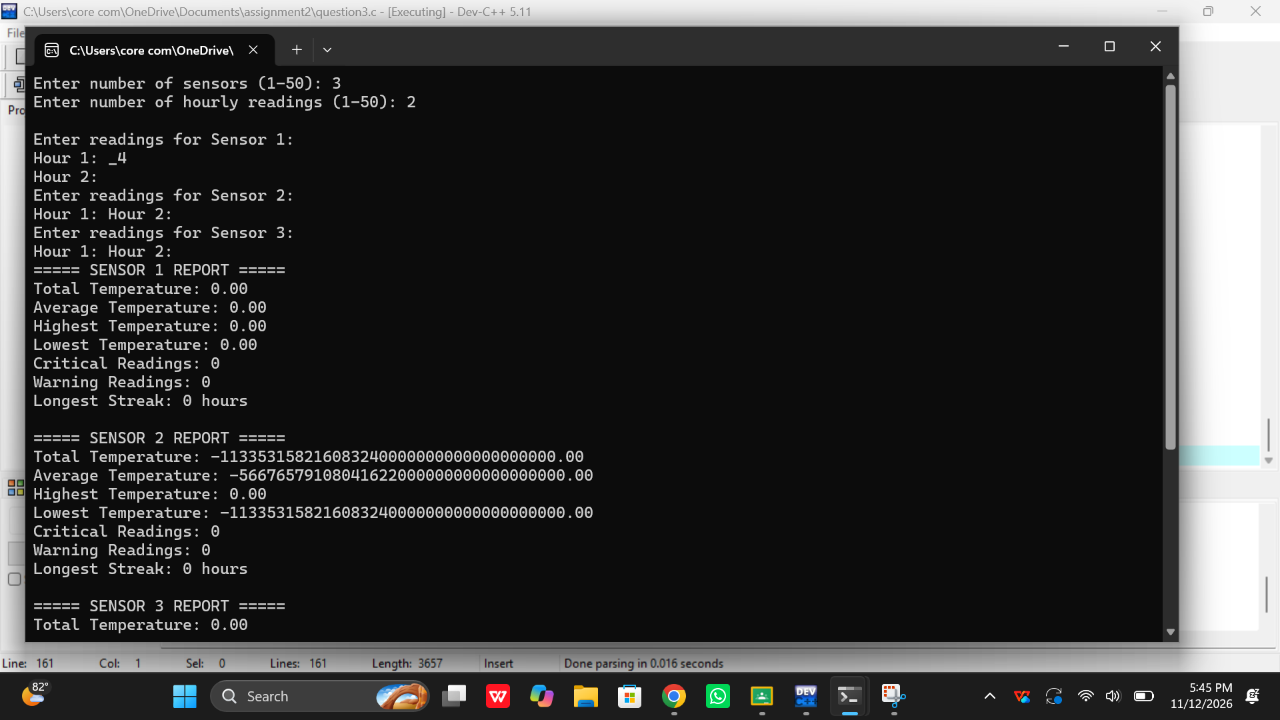 C:\Users\core com\OneDrive\Documents\assignment2\question3.c - [Executing] - Dev-C++ 5.11
File
C:\Users\core com\OneDrive\
Enter number of sensors (1-50): 3
Enter number of hourly readings (1-50): 2
Pro
Enter readings for Sensor 1:
Hour 1: _4
Hour 2:
Enter readings for Sensor 2:
Hour 1: Hour 2:
Enter readings for Sensor 3:
Hour 1: Hour 2:
===== SENSOR 1 REPORT =====
Total Temperature: 0.00
Average Temperature: 0.00
Highest Temperature: 0.00
Lowest Temperature: 0.00
Critical Readings: 0
Warning Readings: 0
Longest Streak: 0 hours
===== SENSOR 2 REPORT =====
Total Temperature: -11335315821608324000000000000000000.00
Average Temperature: -5667657910804162200000000000000000.00
Highest Temperature: 0.00
Lowest Temperature: -11335315821608324000000000000000000.00
Critical Readings: 0
Warning Readings: 0
Longest Streak: 0 hours
===== SENSOR 3 REPORT =====
Total Temperature: 0.00
Line: 161 Col: 1 Sel: 0 Lines: 161 Length: 3657 Insert Done parsing in 0.016 seconds
82°
Search
DEV
5:45 PM
11/12/2026